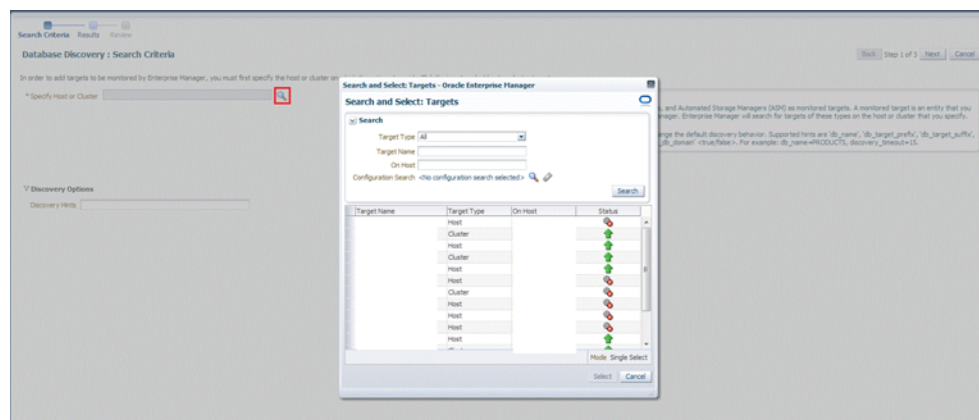 Search Criteria Results Review
Database Discovery : Search Criteria
Back Step 1 of 3 Next Cancel
In order to add targets to be monitored by Enterprise Manager, you must first specify the host or cluster on
* Specify Host or Cluster
, and Automated Storage Managers (ASM) as monitored targets. A monitored target is an entity that you
anager. Enterprise Manager will search for targets of these types on the host or cluster that you specify.
ange the default discovery behavior. Supported hints are 'db_name', 'db_target_prefix', 'db_target_suffix',
_db_domain' <true/false>. For example: db_name=PRODUCTS, discovery_timeout=15.
Discovery Options
Discovery Hints
Search and Select: Targets - Oracle Enterprise Manager
Search and Select: Targets
Search
Target Type All
Target Name
On Host
Configuration Search <No configuration search selected>
Search
Target Name Target Type On Host Status
Host
Cluster
Host
Cluster
Host
Host
Cluster
Host
Host
Host
Host
Mode Single Select
Select Cancel